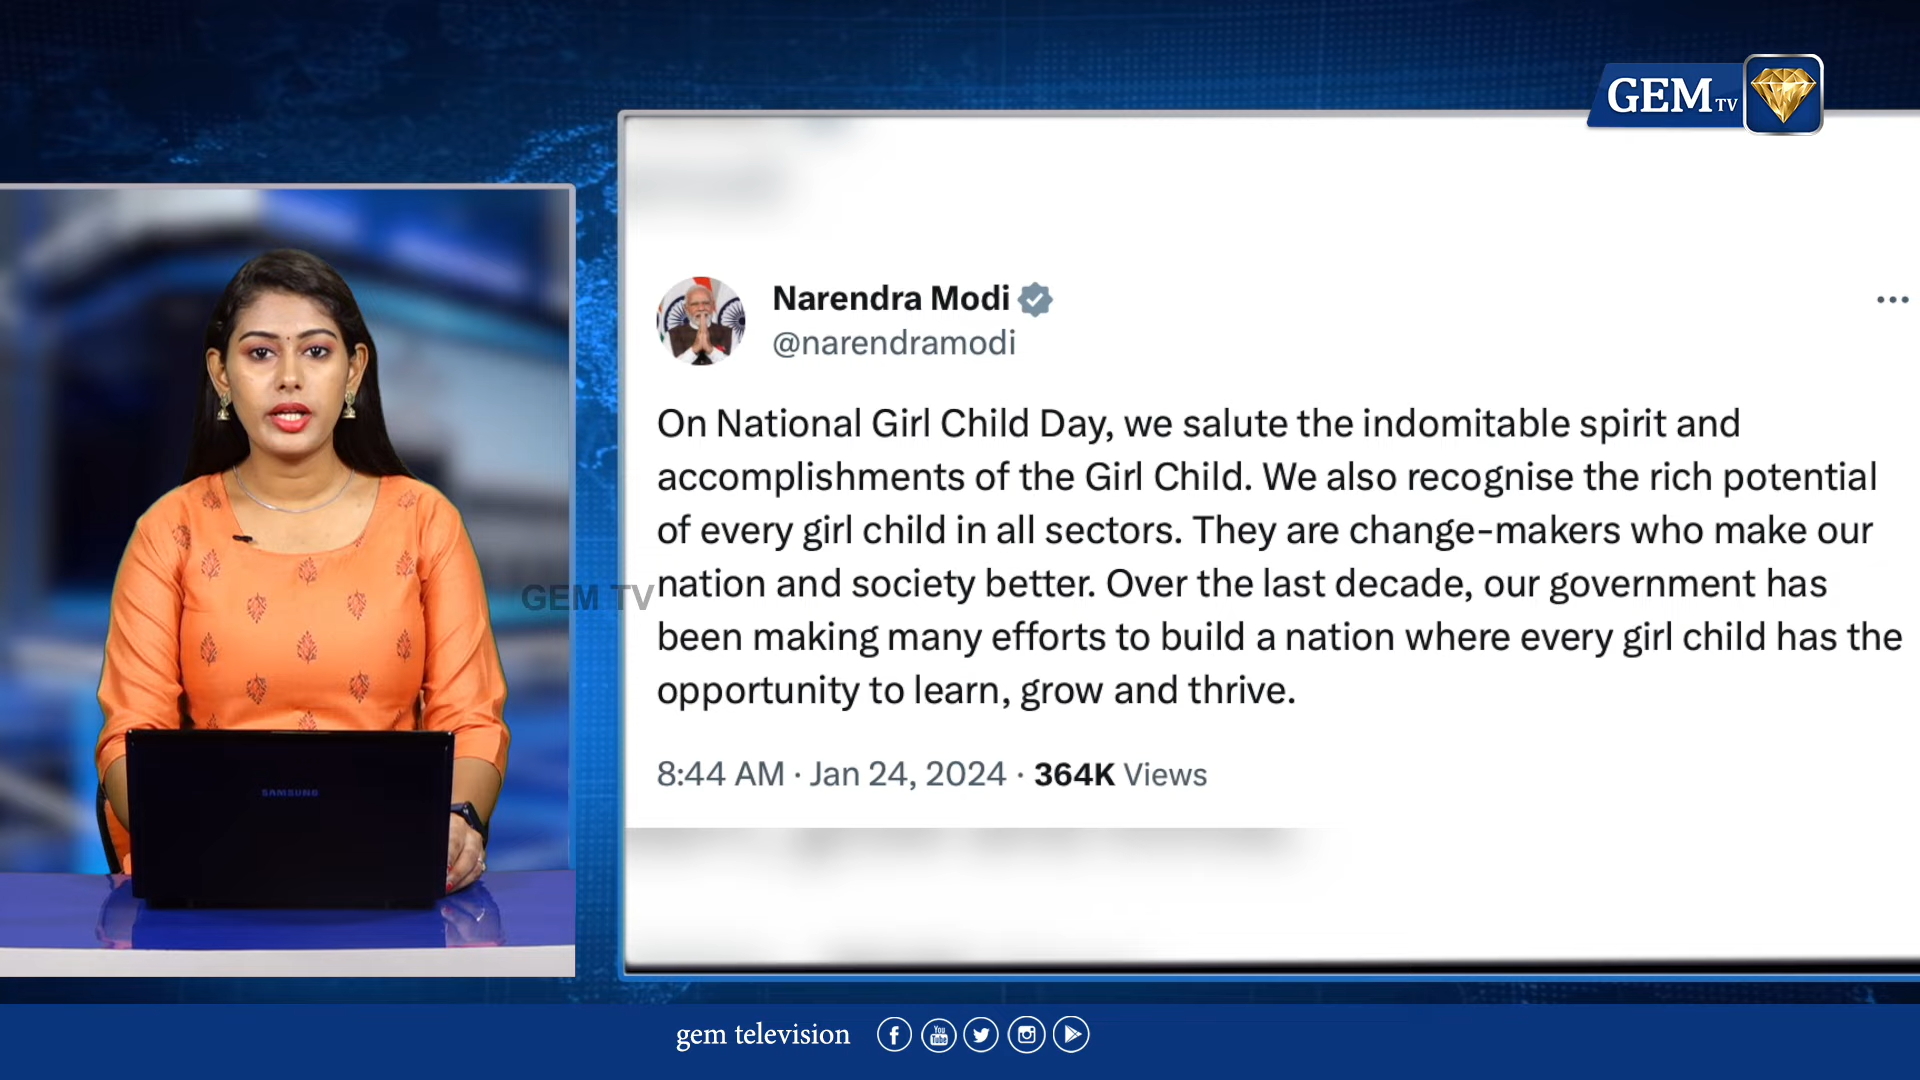 GEM TV
Narendra Modi
@narendramodi
On National Girl Child Day, we salute the indomitable spirit and
accomplishments of the Girl Child. We also recognise the rich potential
of every girl child in all sectors. They are change-makers who make our
nation and society better. Over the last decade, our government has
been making many efforts to build a nation where every girl child has the
opportunity to learn, grow and thrive.
8:44 AM · Jan 24, 2024 · 364K Views
GEM TV
SAMSUNG
gem television
You
Tube